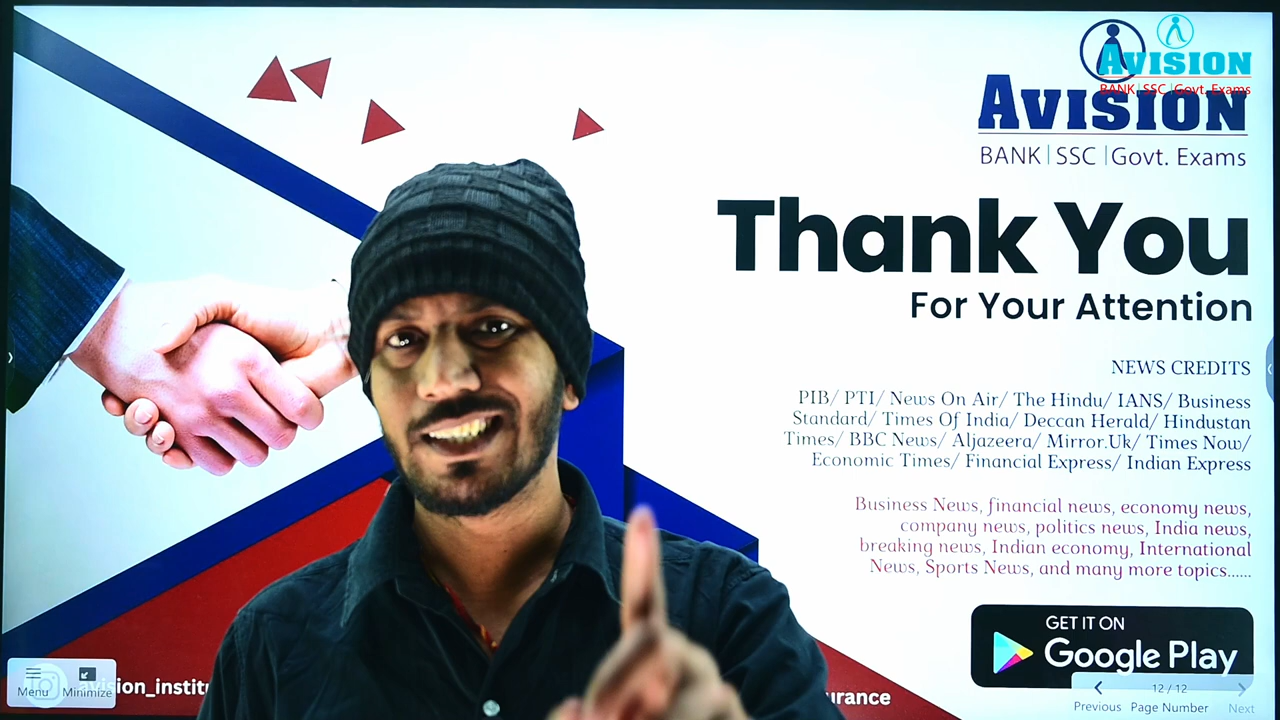 AVISION
BANK | SSC | Govt. Exams
AVISION
BANK | SSC | Govt. Exams
Thank You
For Your Attention
NEWS CREDITS
PIB/ PTI/ News On Air/ The Hindu/ IANS/ Business
Standard/ Times Of India/ Deccan Herald/ Hindustan
Times/ BBC News/ Aljazeera/ Mirror.Uk/ Times Now/
Economic Times/ Financial Express/ Indian Express
Business News, financial news, economy news,
company news, politics news, India news,
breaking news, Indian economy, International
News, Sports News, and many more topics......
GET IT ON
Google Play
Menu
Minimize
12 / 12
Previous
Page Number
Next